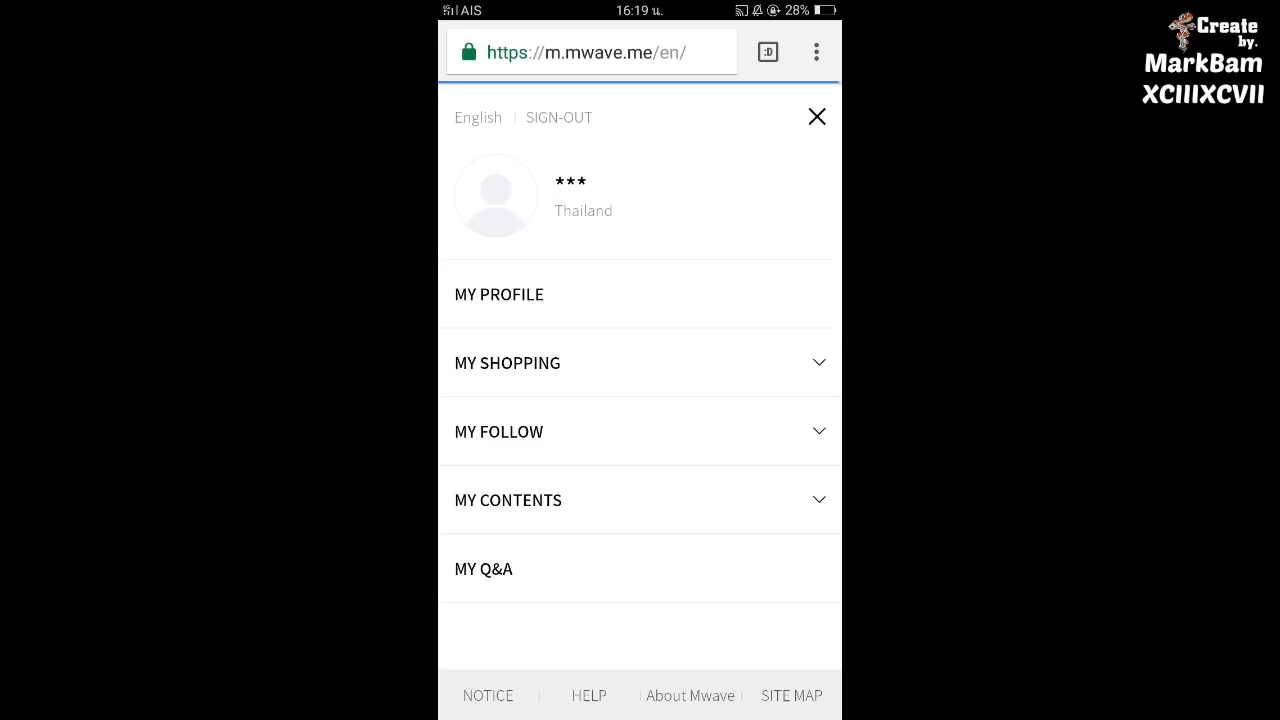 AIS 16:19 น. 28%
https://m.mwave.me/en/ :D
English SIGN-OUT
***
Thailand
MY PROFILE
MY SHOPPING
MY FOLLOW
MY CONTENTS
MY Q&A
NOTICE HELP About Mwave SITE MAP
Create
by.
MarkBam
XCIIIXCVII